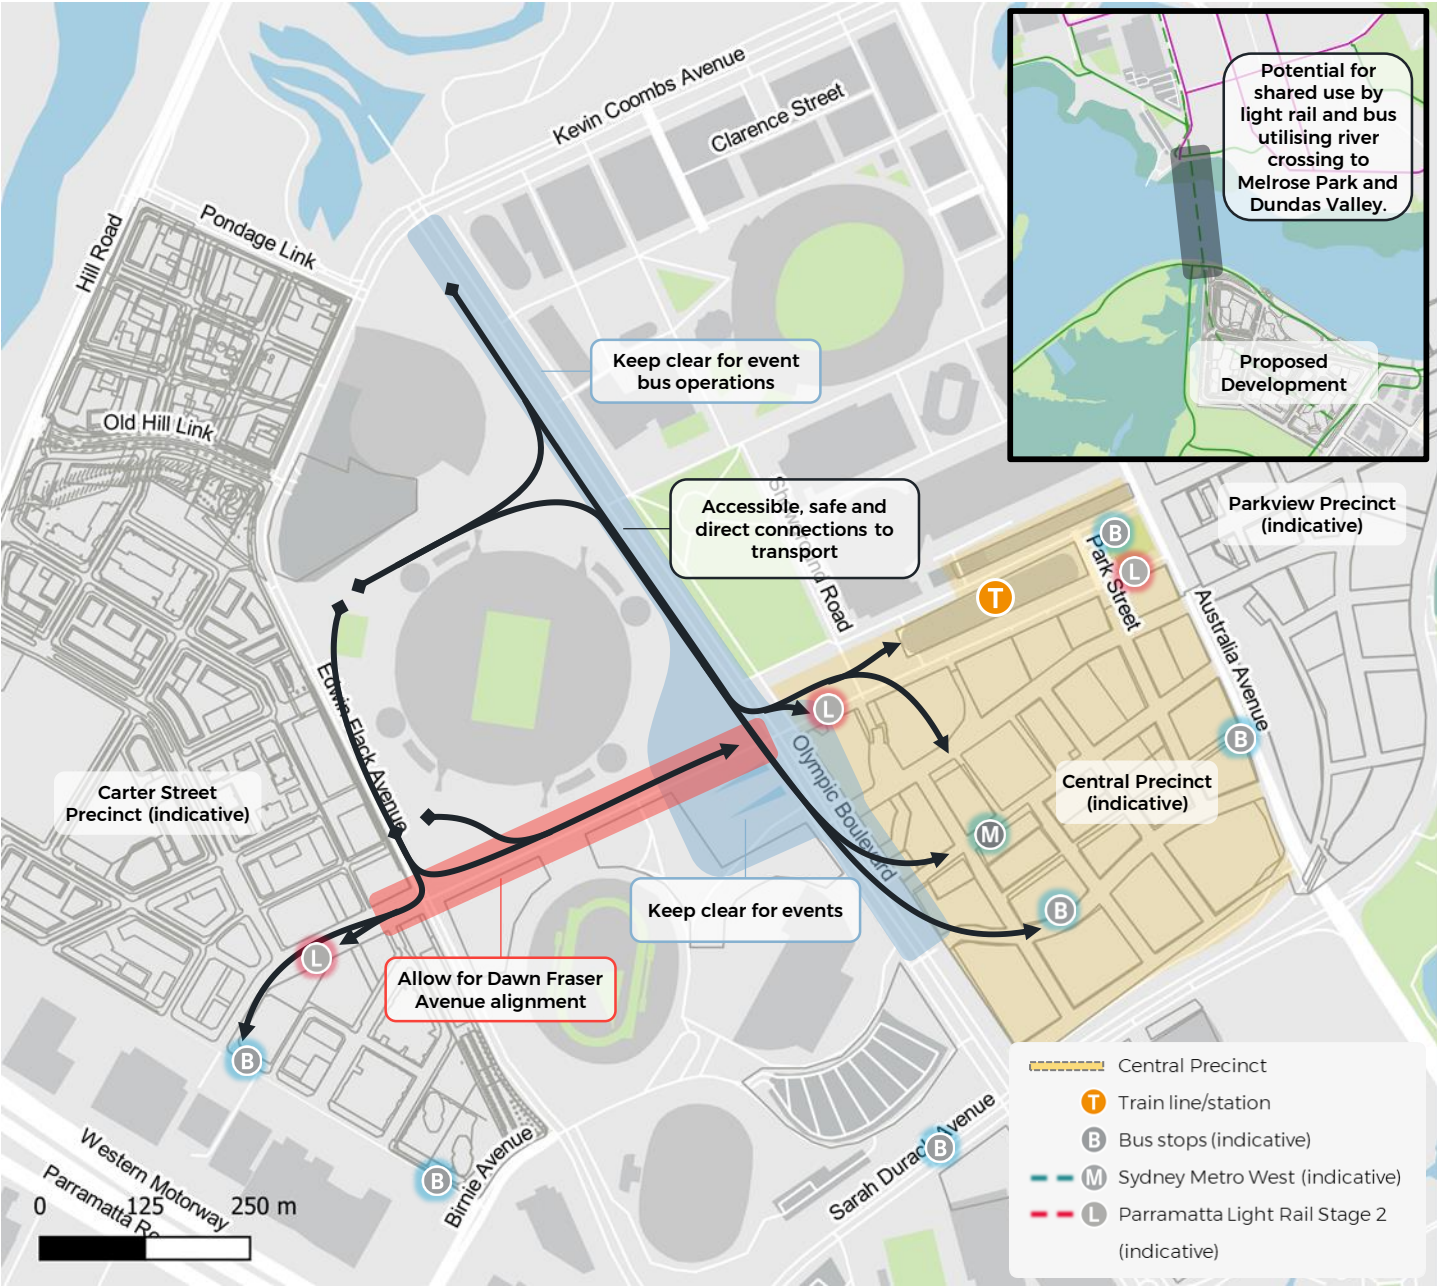 Kevin Coombs Avenue
Clarence Street
Potential for
shared use by
light rail and bus
utilising river
crossing to
Melrose Park and
Dundas Valley.
Proposed
Development
Hill Road
Pondage Link
Old Hill Link
Keep clear for event
bus operations
Accessible, safe and
direct connections to
transport
Road
Parkview Precinct
(indicative)
B
L
T
Park Street
Australia Avenue
B
L
Edwin Flack Avenue
Olympic Boulevard
Carter Street
Precinct (indicative)
Central Precinct
(indicative)
M
B
Keep clear for events
L
Allow for Dawn Fraser
Avenue alignment
B
B
B
Birnie Avenue
Sarah Durack Avenue
Western Motorway
Parramatta
0 125 250 m
Central Precinct
T Train line/station
B Bus stops (indicative)
M Sydney Metro West (indicative)
L Parramatta Light Rail Stage 2
(indicative)